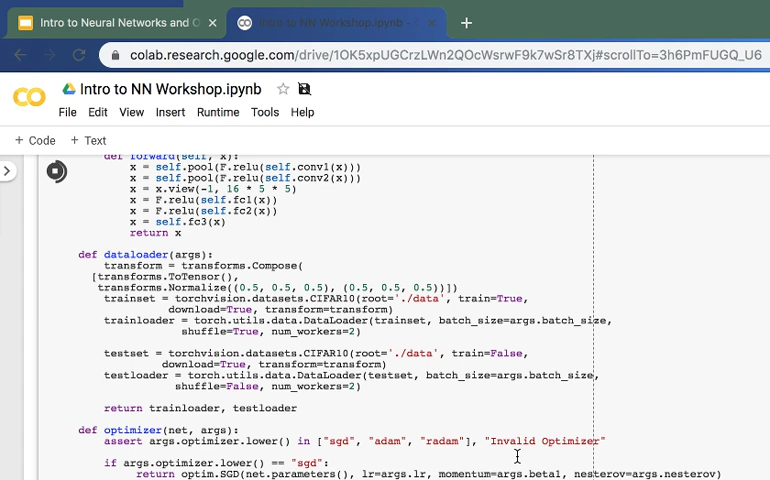 Intro to Neural Networks and C
Intro to NN Workshop.ipynb -
colab.research.google.com/drive/1OK5xpUGCrzLWn2QOcWsrwF9k7wSr8TXj#scrollTo=3h6PmFUGQ_U6
Intro to NN Workshop.ipynb
File Edit View Insert Runtime Tools Help
+ Code + Text
def forward(self, x):
x = self.pool(F.relu(self.conv1(x)))
x = self.pool(F.relu(self.conv2(x)))
x = x.view(-1, 16 * 5 * 5)
x = F.relu(self.fc1(x))
x = F.relu(self.fc2(x))
x = self.fc3(x)
return x
def dataloader(args):
transform = transforms.Compose(
[transforms.ToTensor(),
transforms.Normalize((0.5, 0.5, 0.5), (0.5, 0.5, 0.5))])
trainset = torchvision.datasets.CIFAR10(root='./data', train=True,
download=True, transform=transform)
trainloader = torch.utils.data.DataLoader(trainset, batch_size=args.batch_size,
shuffle=True, num_workers=2)
testset = torchvision.datasets.CIFAR10(root='./data', train=False,
download=True, transform=transform)
testloader = torch.utils.data.DataLoader(testset, batch_size=args.batch_size,
shuffle=False, num_workers=2)
return trainloader, testloader
def optimizer(net, args):
assert args.optimizer.lower() in ["sgd", "adam", "radam"], "Invalid Optimizer"
if args.optimizer.lower() == "sgd":
return optim.SGD(net.parameters(), lr=args.lr, momentum=args.beta1, nesterov=args.nesterov)